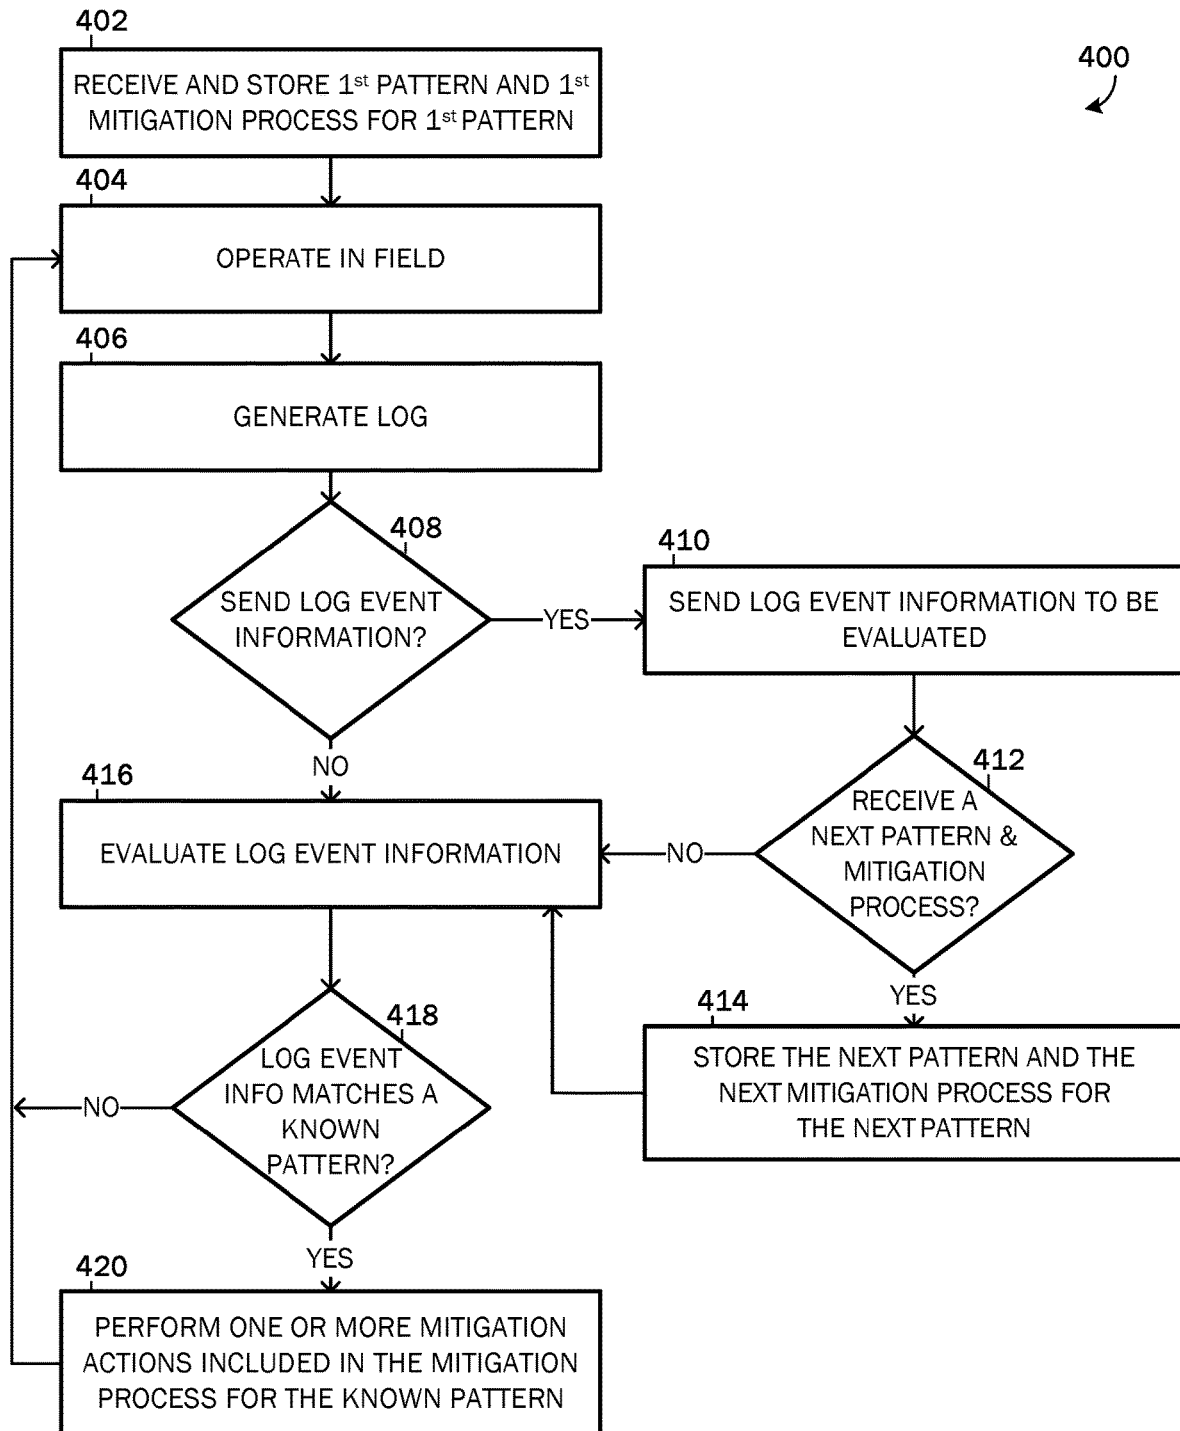 402
400
RECEIVE AND STORE 1st PATTERN AND 1st
MITIGATION PROCESS FOR 1st PATTERN
404
OPERATE IN FIELD
406
GENERATE LOG
408
SEND LOG EVENT
INFORMATION?
YES
410
SEND LOG EVENT INFORMATION TO BE
EVALUATED
NO
412
RECEIVE A
NEXT PATTERN &
MITIGATION
PROCESS?
NO
YES
414
STORE THE NEXT PATTERN AND THE
NEXT MITIGATION PROCESS FOR
THE NEXT PATTERN
416
EVALUATE LOG EVENT INFORMATION
418
LOG EVENT
INFO MATCHES A
KNOWN
PATTERN?
NO
YES
420
PERFORM ONE OR MORE MITIGATION
ACTIONS INCLUDED IN THE MITIGATION
PROCESS FOR THE KNOWN PATTERN